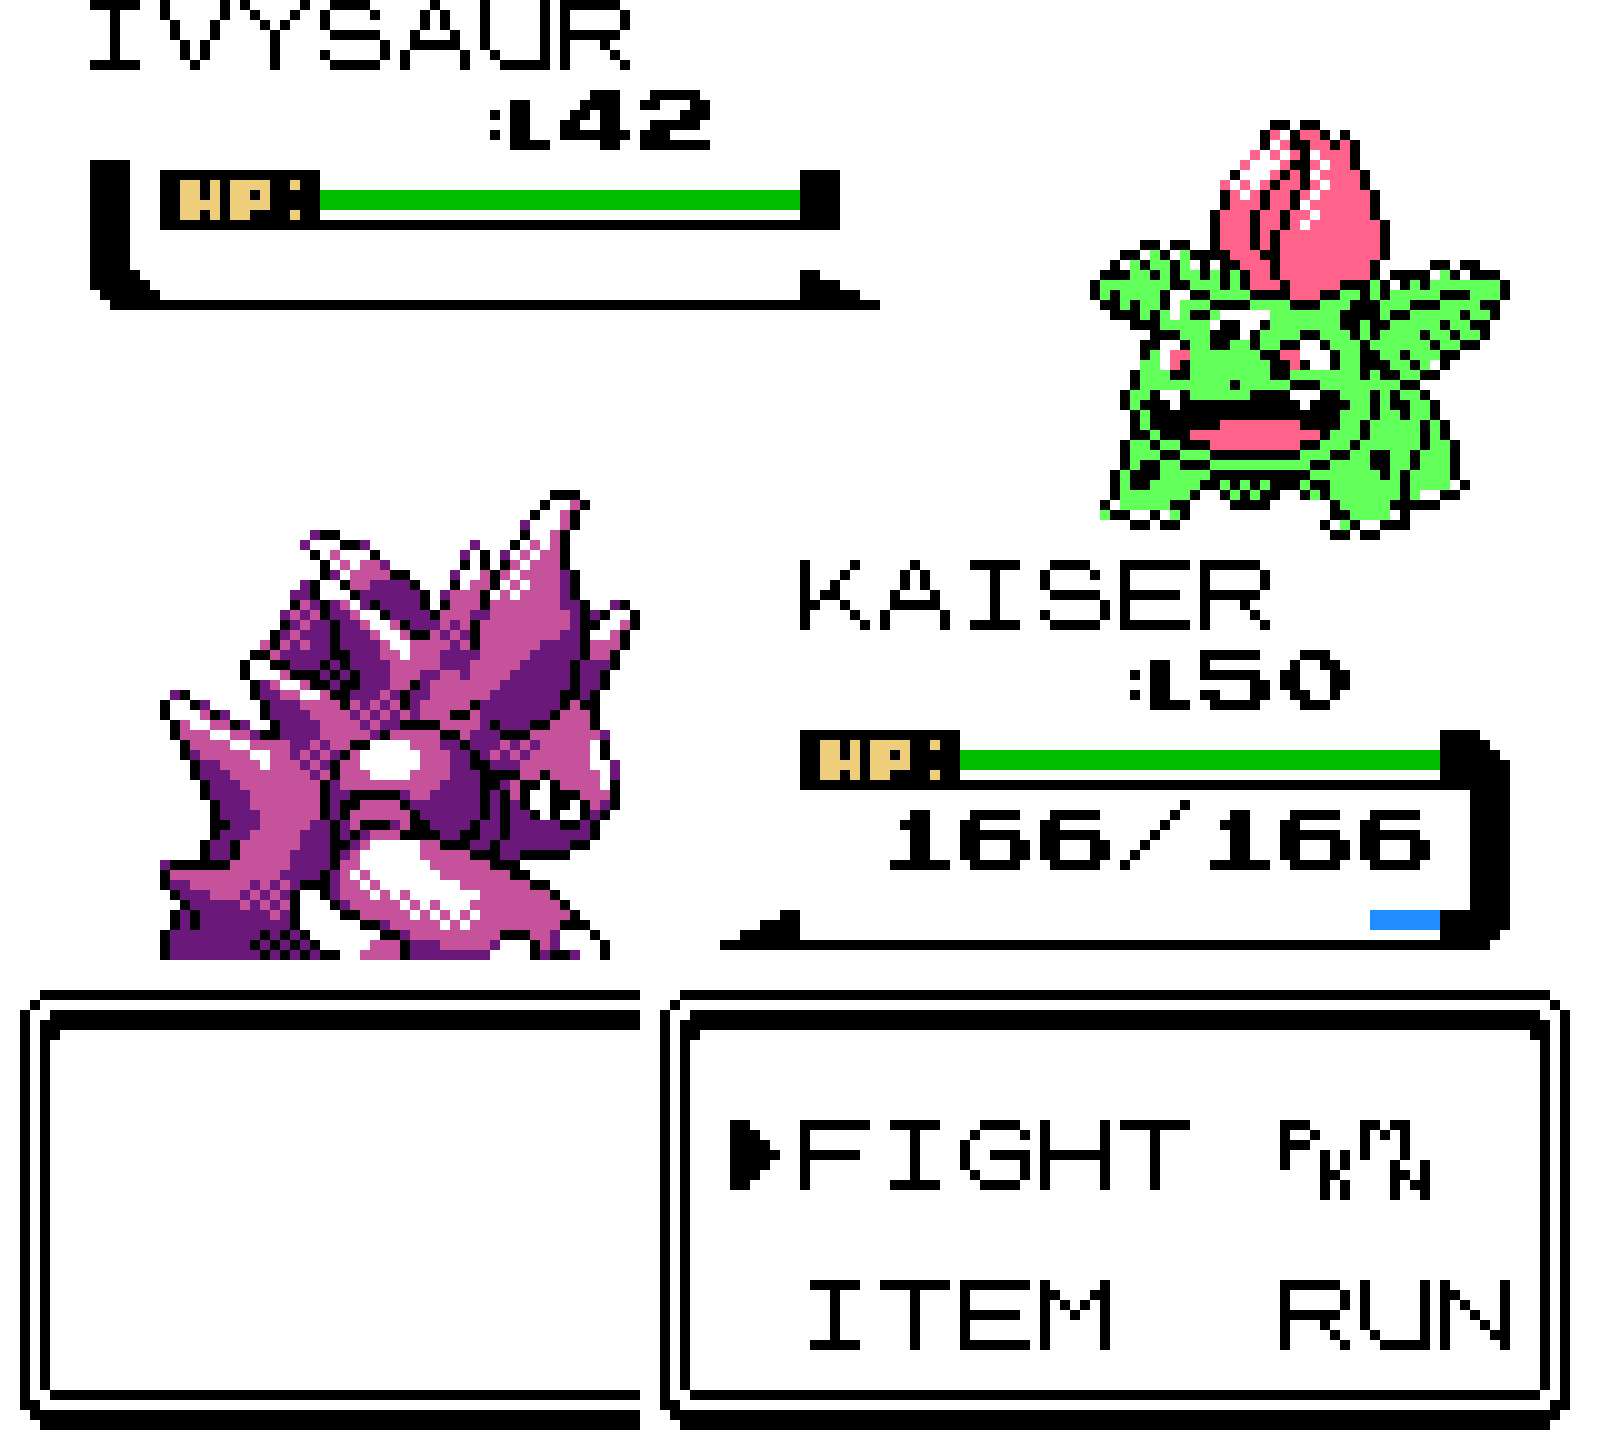 IVYSAUR
:L42
HP:
KAISER
:L50
HP:
166/166
▶FIGHT PKMN
ITEM RUN